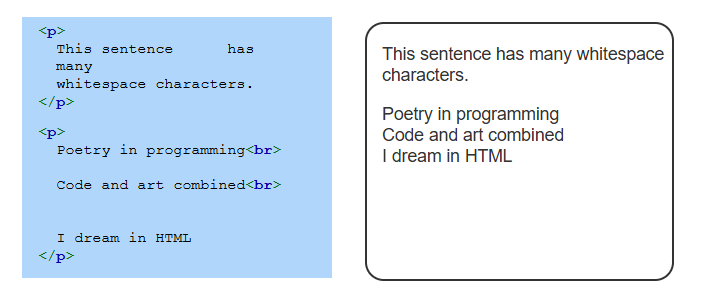 <p>
This sentence      has
many
whitespace characters.
</p>
<p>
Poetry in programming<br>
Code and art combined<br>
I dream in HTML
</p>
This sentence has many whitespace
characters.
Poetry in programming
Code and art combined
I dream in HTML